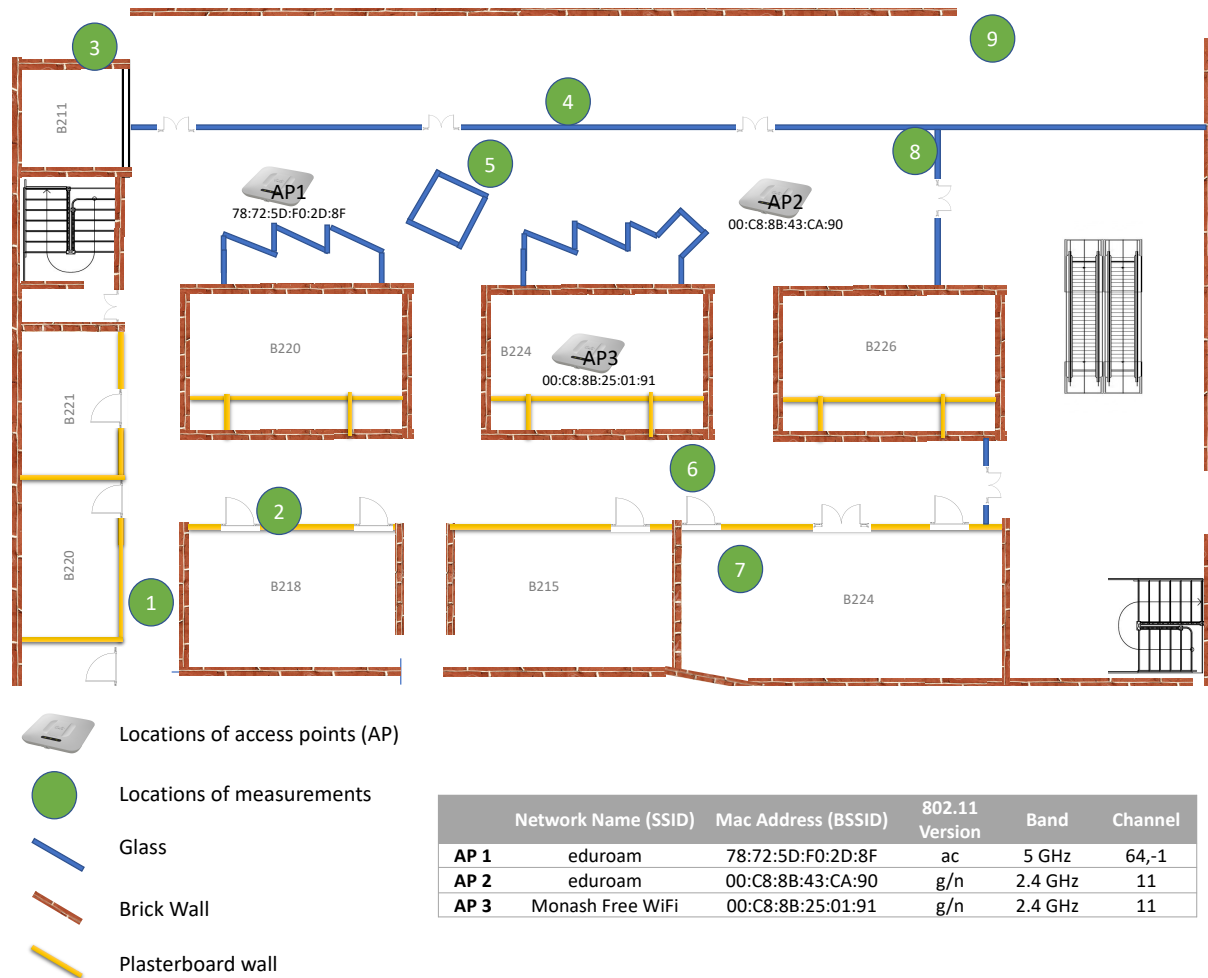 3
9
4
B211
8
5
AP1
78:72:5D:F0:2D:8F
AP2
00:C8:8B:43:CA:90
B220
B224
AP3
00:C8:8B:25:01:91
B226
B221
6
2
B220
1
B218
B215
7
B224
Locations of access points (AP)
Locations of measurements
Glass
Brick Wall
Plasterboard wall
Network Name (SSID) Mac Address (BSSID) 802.11 Version Band Channel
AP 1 eduroam 78:72:5D:F0:2D:8F ac 5 GHz 64,-1
AP 2 eduroam 00:C8:8B:43:CA:90 g/n 2.4 GHz 11
AP 3 Monash Free WiFi 00:C8:8B:25:01:91 g/n 2.4 GHz 11